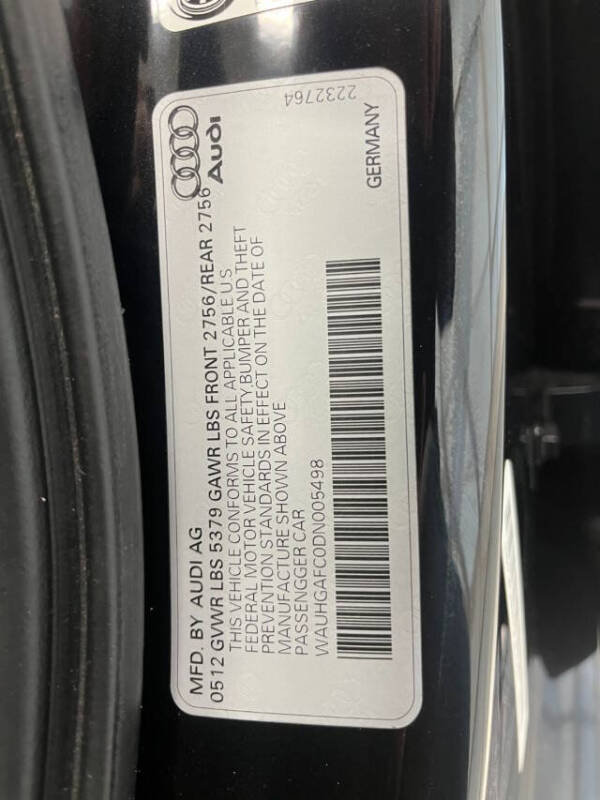 MFD. BY AUDI AG
0512 GVWR LBS 5379 GAWR LBS FRONT 2756/REAR 2756
THIS VEHICLE CONFORMS TO ALL APPLICABLE U S
FEDERAL MOTOR VEHICLE SAFETY, BUMPER AND THEFT
PREVENTION STANDARDS IN EFFECT ON THE DATE OF
MANUFACTURE SHOWN ABOVE
PASSENGGER CAR
WAUHGAFC0DN005498
Audi
GERMANY
2232764